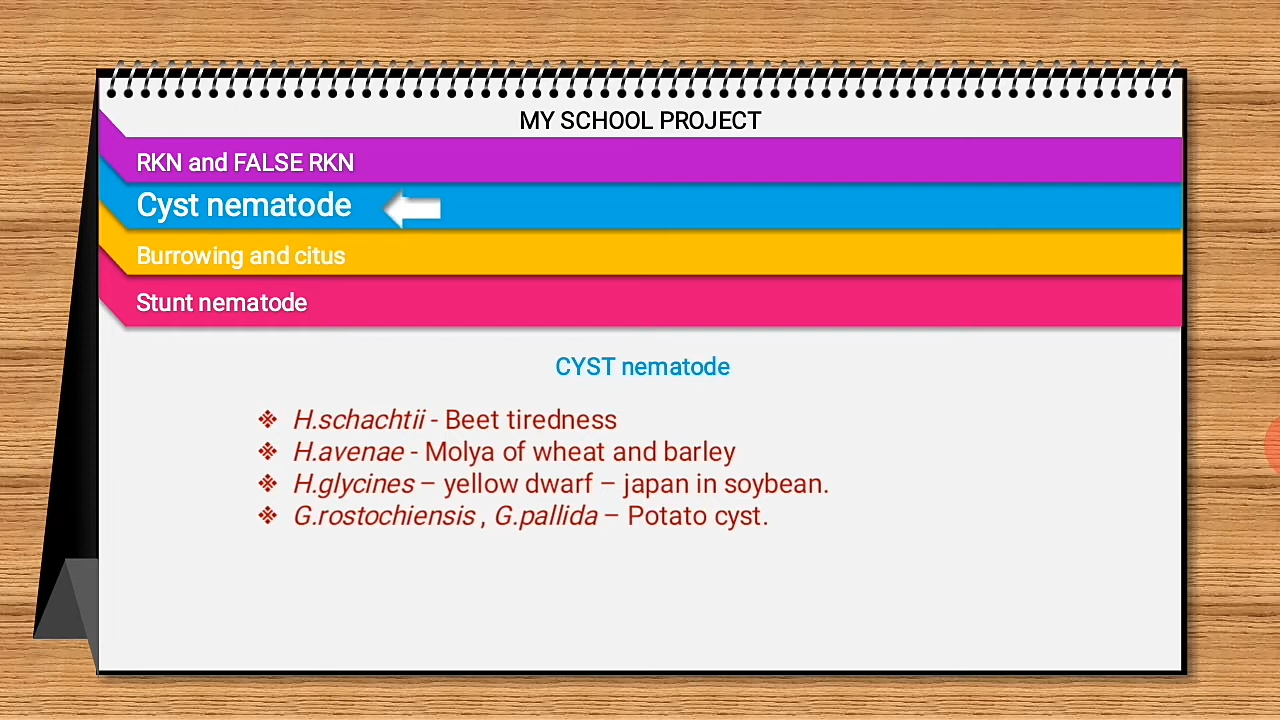 MY SCHOOL PROJECT
RKN and FALSE RKN
Cyst nematode
Burrowing and citus
Stunt nematode
CYST nematode
❖ H.schachtii - Beet tiredness
❖ H.avenae - Molya of wheat and barley
❖ H.glycines – yellow dwarf – japan in soybean.
❖ G.rostochiensis , G.pallida – Potato cyst.